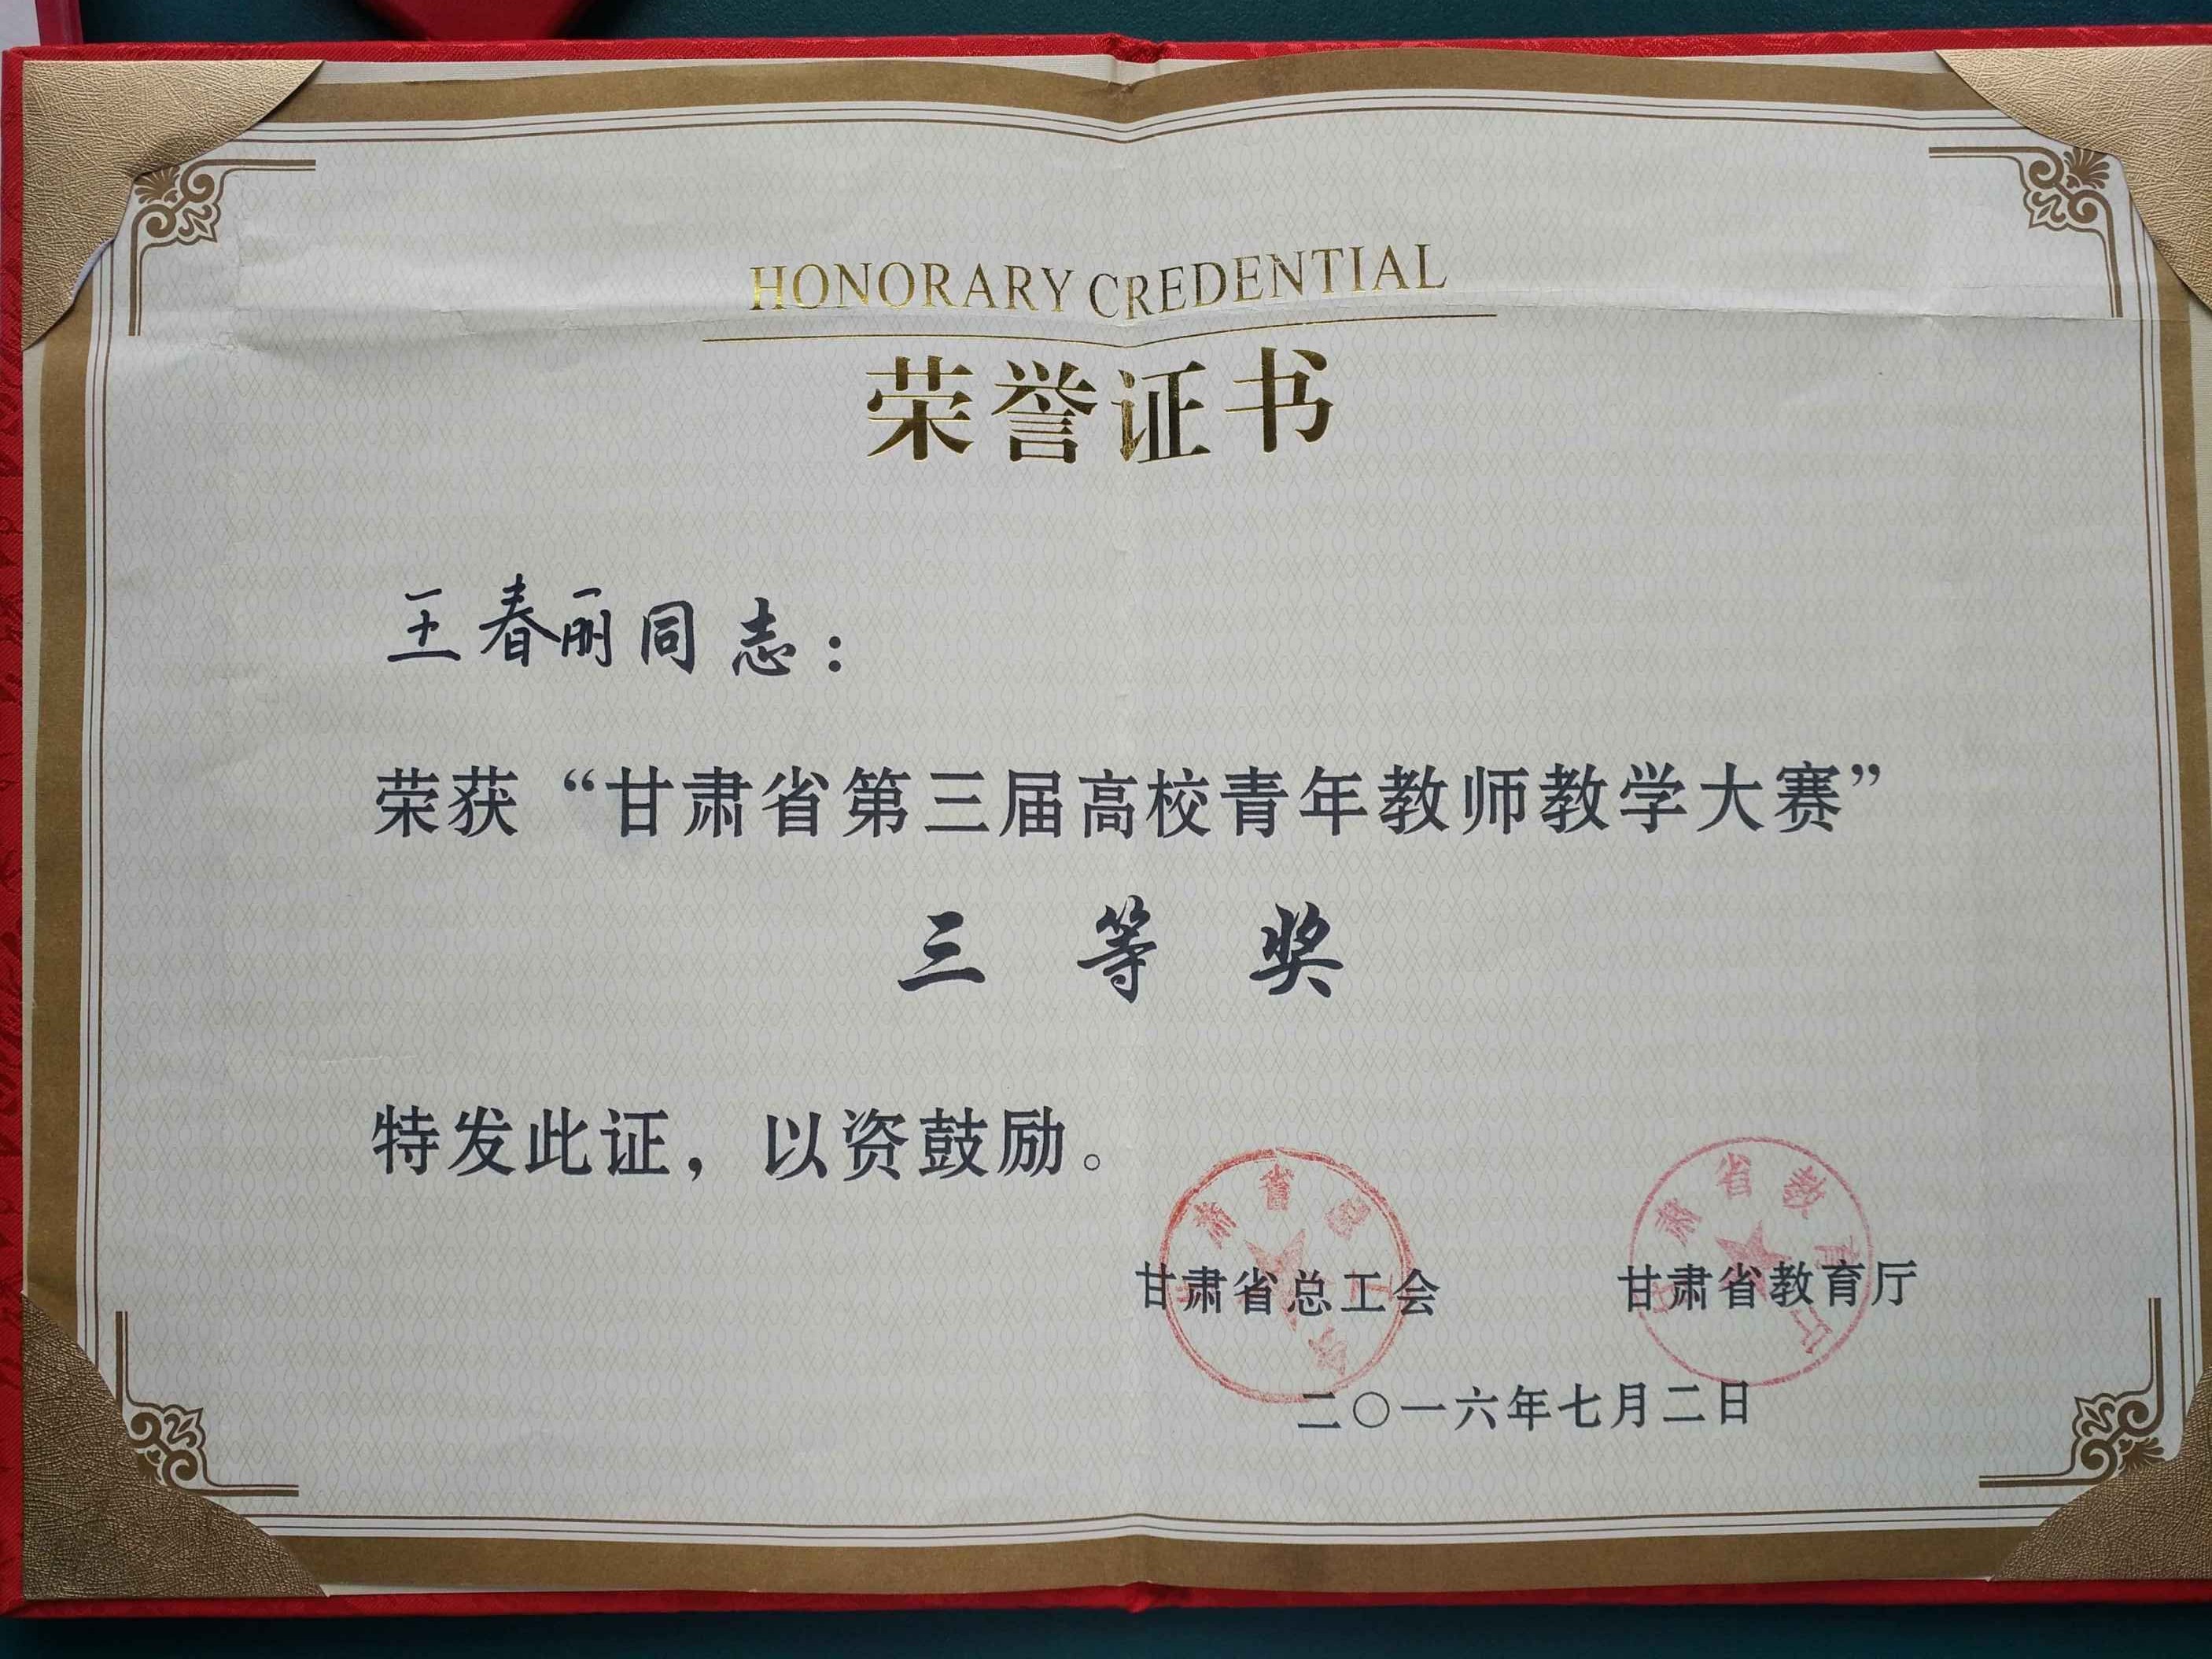 HONORARY CREDENTIAL
荣誉证书
王春丽同志：
荣获“甘肃省第三届高校青年教师教学大赛”
三等奖
特发此证，以资鼓励。
甘肃省总工会 甘肃省教育厅
二〇一六年七月二日